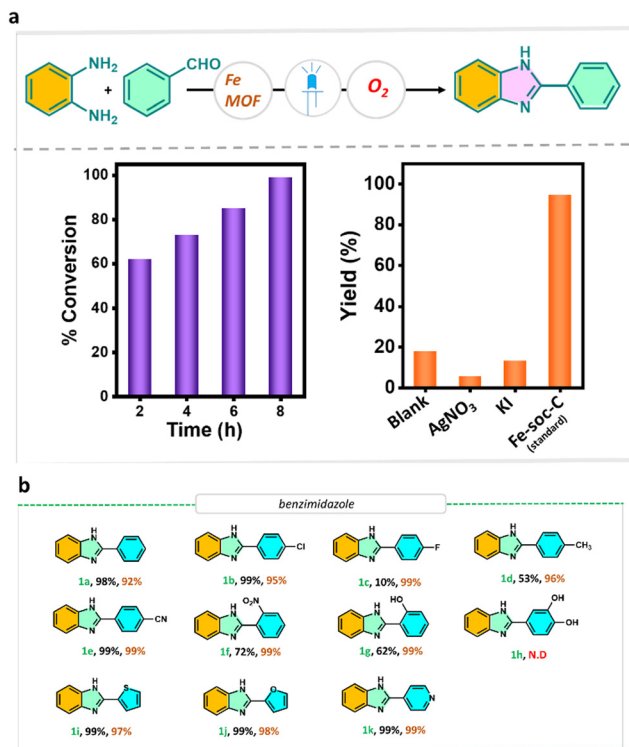 a
NH₂
NH₂
+
CHO
Fe
MOF
O₂
H
N
N
% Conversion
100
80
60
40
20
0
2 4 6 8
Time (h)
Yield (%)
100
80
60
40
20
0
Blank
AgNO₃
KI
Fe-soc-C
(standard)
b
benzimidazole
H
N
N
1a, 98%, 92%
H
N
N
Cl
1b, 99%, 95%
H
N
N
F
1c, 10%, 99%
H
N
N
CH₃
1d, 53%, 96%
H
N
N
CN
1e, 99%, 99%
H
N
N
O₂N
1f, 72%, 99%
H
N
N
HO
1g, 62%, 99%
H
N
N
OH
OH
1h, N.D
H
N
N
S
1i, 99%, 97%
H
N
N
O
1j, 99%, 98%
H
N
N
N
1k, 99%, 99%